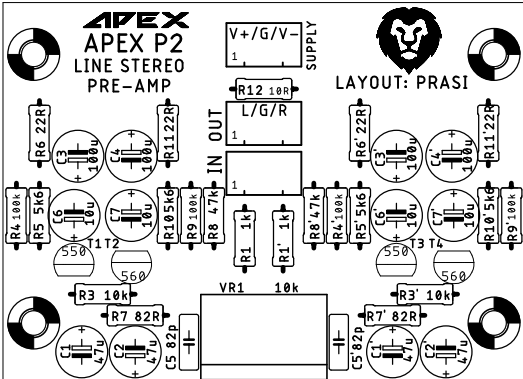 APEX
APEX P2
LINE STEREO
PRE-AMP
V+/G/V-
1
SUPPLY
LAYOUT: PRASI
R12 10R
L/G/R
1
OUT
IN
1
R6 22R
C3 100u
C4 100u
R11 22R
R6' 22R
C3' 100u
C4' 100u
R11' 22R
R4 100k
R5 5k6
C6 10u
C7 10u
R10 5k6
R9 100k
R8 47k
R1 1k
R1' 1k
R8' 47k
R4' 100k
R5' 5k6
C6' 10u
C7' 10u
R10' 5k6
R9' 100k
T1 T2
550
560
T3 T4
550
560
R3 10k
VR1 10k
R3' 10k
R7 82R
R7' 82R
C1 47u
C2 47u
C5 82p
C5' 82p
C1' 47u
C2' 47u